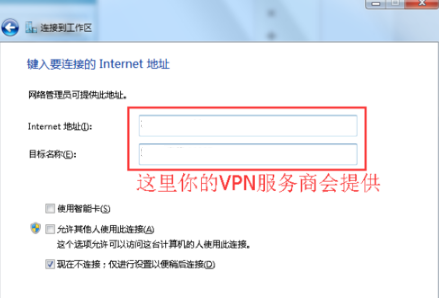 连接到工作区
键入要连接的 Internet 地址
网络管理员可提供此地址。
Internet 地址(I):
目标名称(E):
这里你的VPN服务商会提供
使用智能卡(S)
允许其他人使用此连接(A)
这个选项允许可以访问这台计算机的人使用此连接。
现在不连接；仅进行设置以便稍后连接(D)